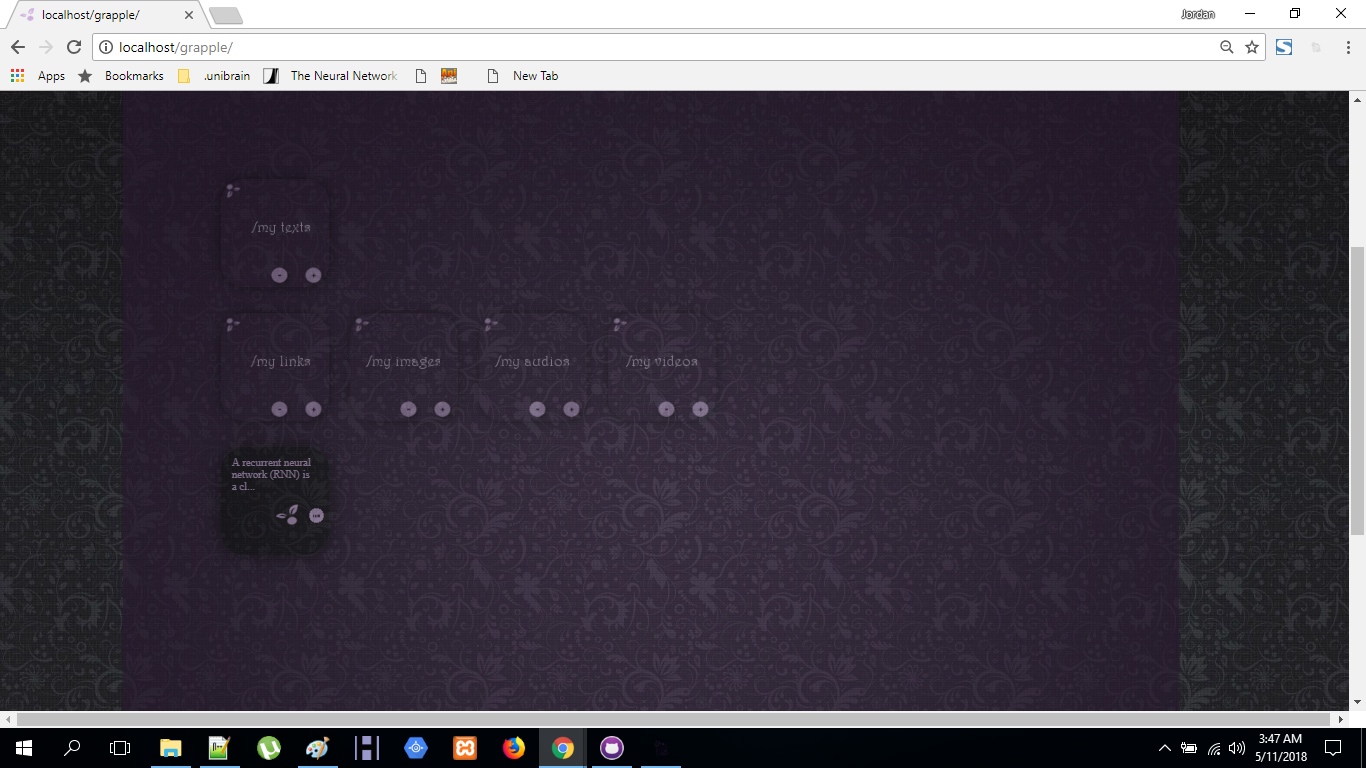 localhost/grapple/
Jordan
localhost/grapple/
Apps
Bookmarks
.unibrain
The Neural Network
New Tab
/my texts
/my links
/my images
/my audios
/my videos
A recurrent neural
network (RNN) is
a cl...
3:47 AM
5/11/2018